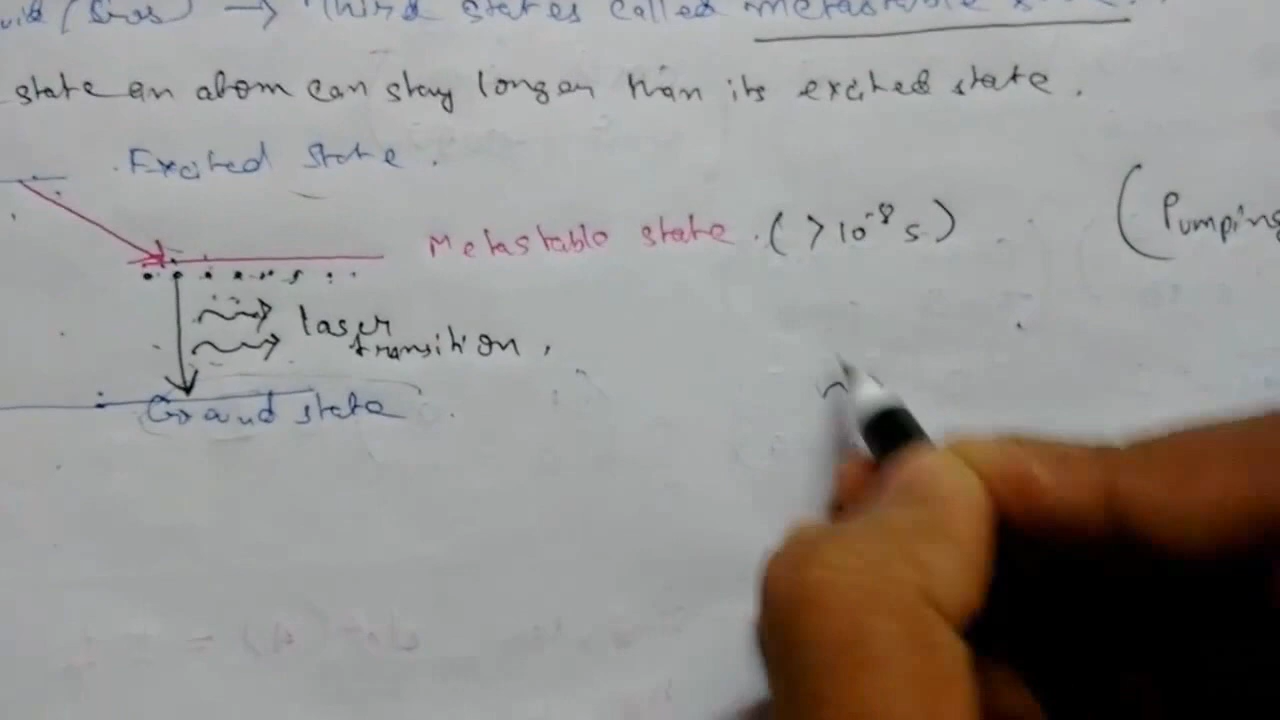 → Third states called metastable
state an atom can stay longer than its excited state.
Excited state.
Metastable state. (>10⁻⁸ s)
(Pumping
laser
transition,
Ground state